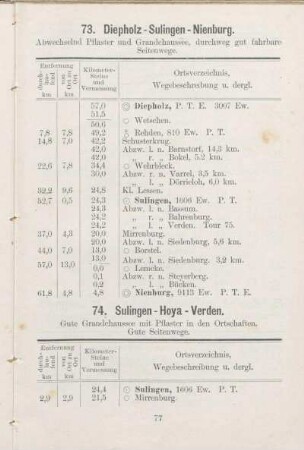 73. Diepholz-Sulingen-Nienburg.
Abwechselnd Pflaster und Grandchaussee, durchweg gut fahrbare
Seitenwege.
Entfernung
durchlaufend km
von Ort zu Ort km
Kilometer-Steine und Vermessung
Ortsverzeichnis,
Wegebeschreibung u. dergl.
57,0 Diepholz, P. T. E. 3007 Ew.
51,5
50,6 Wetschen.
7,8 7,8 49,2 Rehden, 810 Ew. P. T.
14,8 7,0 42,2 Schusterkrug.
42,0 Abzw. l. n. Barnstorf, 14,3 km.
42,0 „ r. „ Bokel, 5,2 km.
22,6 7,8 34,4 Wehrbleck.
30,0 Abzw. r. n. Varrel, 3,5 km.
„ l. „ Dörrieloh, 6,0 km.
32,2 9,6 24,8 Kl. Lessen.
52,7 0,5 24,3 Sulingen, 1606 Ew. P. T.
24,3 Abzw. l. n. Bassum.
24,2 „ r. „ Bahrenburg.
24,2 „ l. „ Verden. Tour 75.
37,0 4,3 20,0 Mirrenburg.
20,0 Abzw. l. n. Siedenburg, 5,6 km.
44,0 7,0 13,0 Borstel.
13,0 Abzw. l. n. Siedenburg 3,2 km.
57,0 13,0 0,0 Lemcke.
0,0 Abzw. r. n. Steyerberg.
0,1 „ l. „ Bücken.
61,8 4,8 4,8 Nienburg, 9413 Ew. P. T. E.
74. Sulingen-Hoya-Verden.
Gute Grandchaussee mit Pflaster in den Ortschaften.
Gute Seitenwege.
Entfernung
durchlaufend km
von Ort zu Ort km
Kilometer-Steine und Vermessung
Ortsverzeichnis,
Wegebeschreibung u. dergl.
24,4 Sulingen, 1606 Ew. P. T.
2,9 2,9 21,5 Mirrenburg.
77